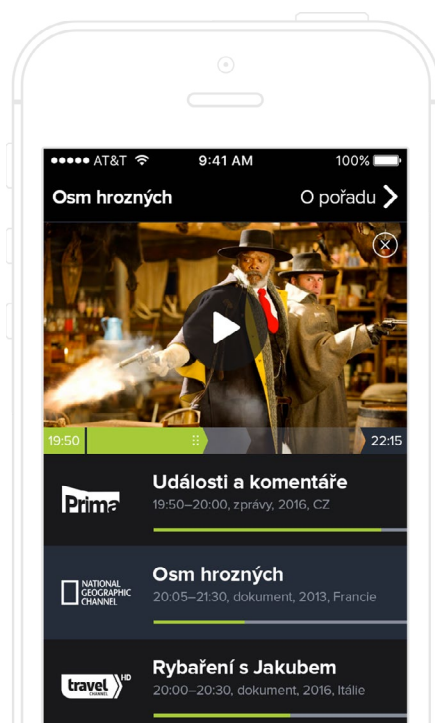 AT&T 9:41 AM 100%
Osm hrozných O pořadu
19:50 22:15
Prima
Události a komentáře
19:50–20:00, zprávy, 2016, CZ
NATIONAL
GEOGRAPHIC
CHANNEL
Osm hrozných
20:05–21:30, dokument, 2013, Francie
travel HD
CHANNEL
Rybaření s Jakubem
20:00–20:30, dokument, 2016, Itálie